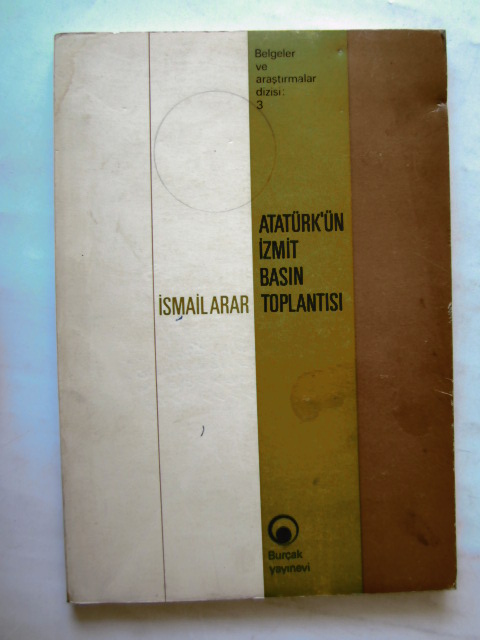 Belgeler
ve
araştırmalar
dizisi:
3
ATATÜRK'ÜN
İZMİT
BASIN
TOPLANTISI
İSMAİL ARAR
Burçak
yayınevi